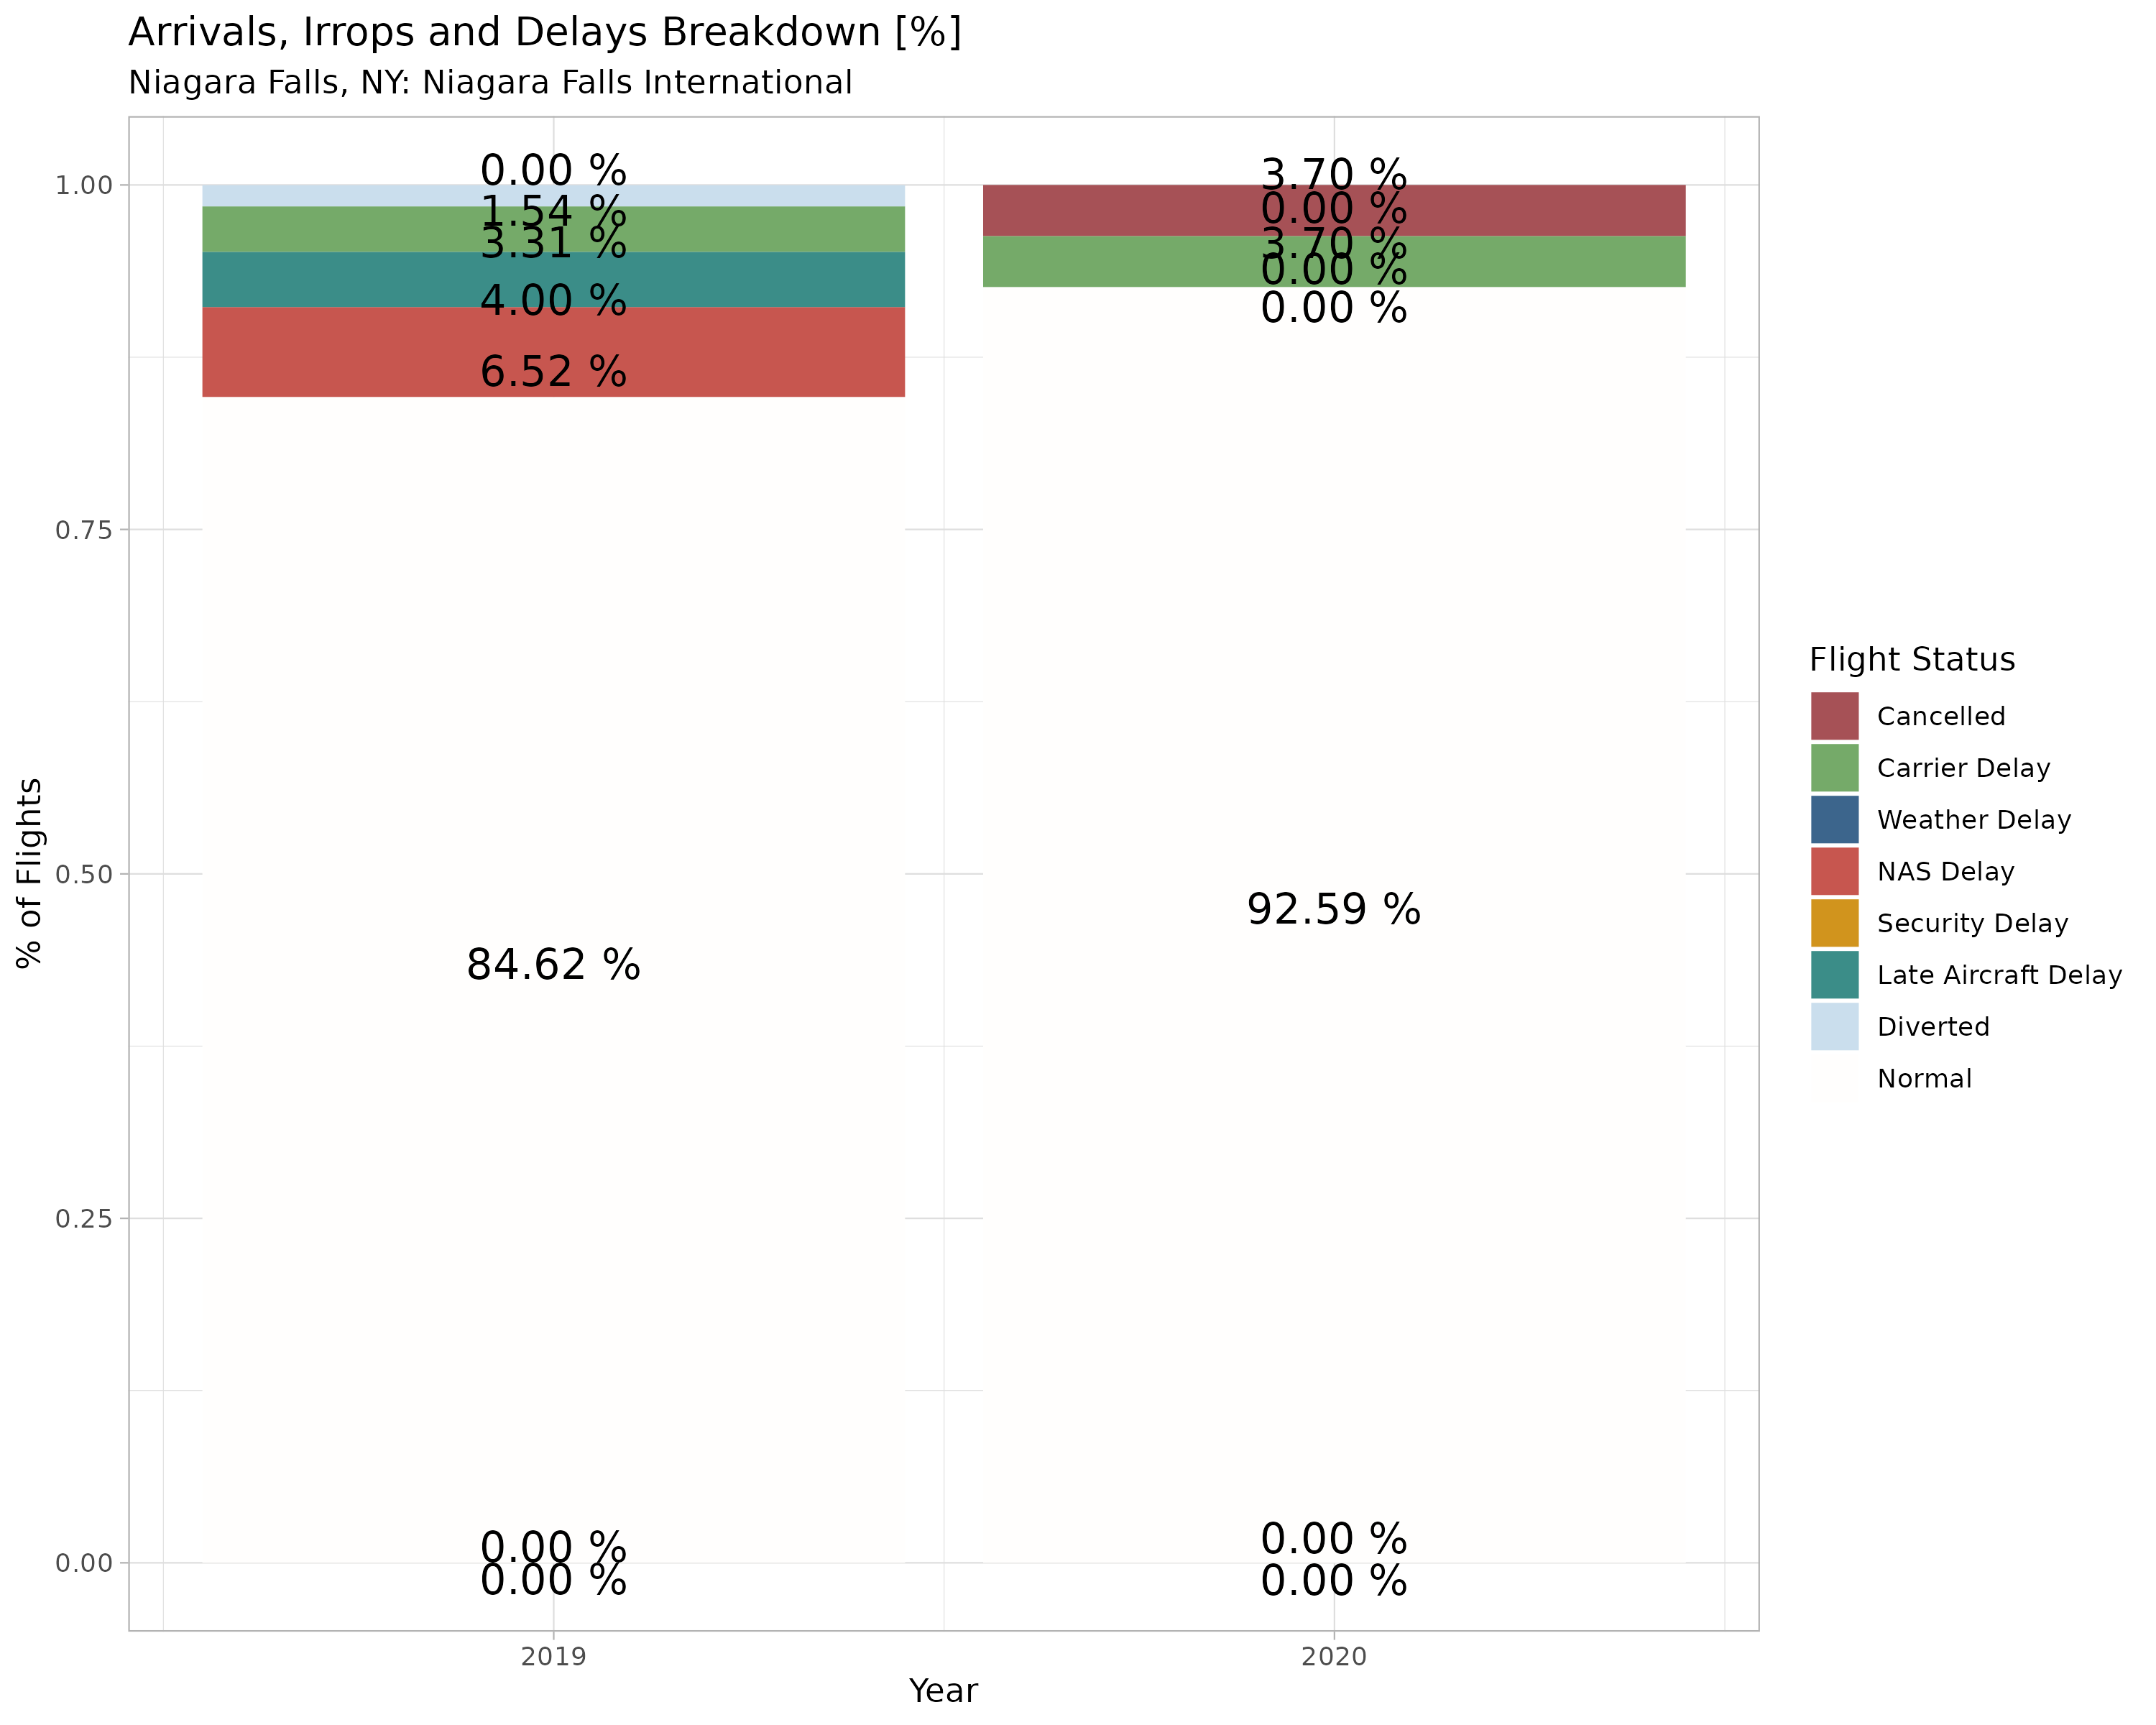 Arrivals, Irrops and Delays Breakdown [%]
Niagara Falls, NY: Niagara Falls International
% of Flights
1.00
0.75
0.50
0.25
0.00
0.00 %
1.54 %
3.31 %
4.00 %
6.52 %
84.62 %
0.00 %
0.00 %
3.70 %
0.00 %
3.70 %
0.00 %
0.00 %
92.59 %
0.00 %
0.00 %
2019
2020
Year
Flight Status
Cancelled
Carrier Delay
Weather Delay
NAS Delay
Security Delay
Late Aircraft Delay
Diverted
Normal